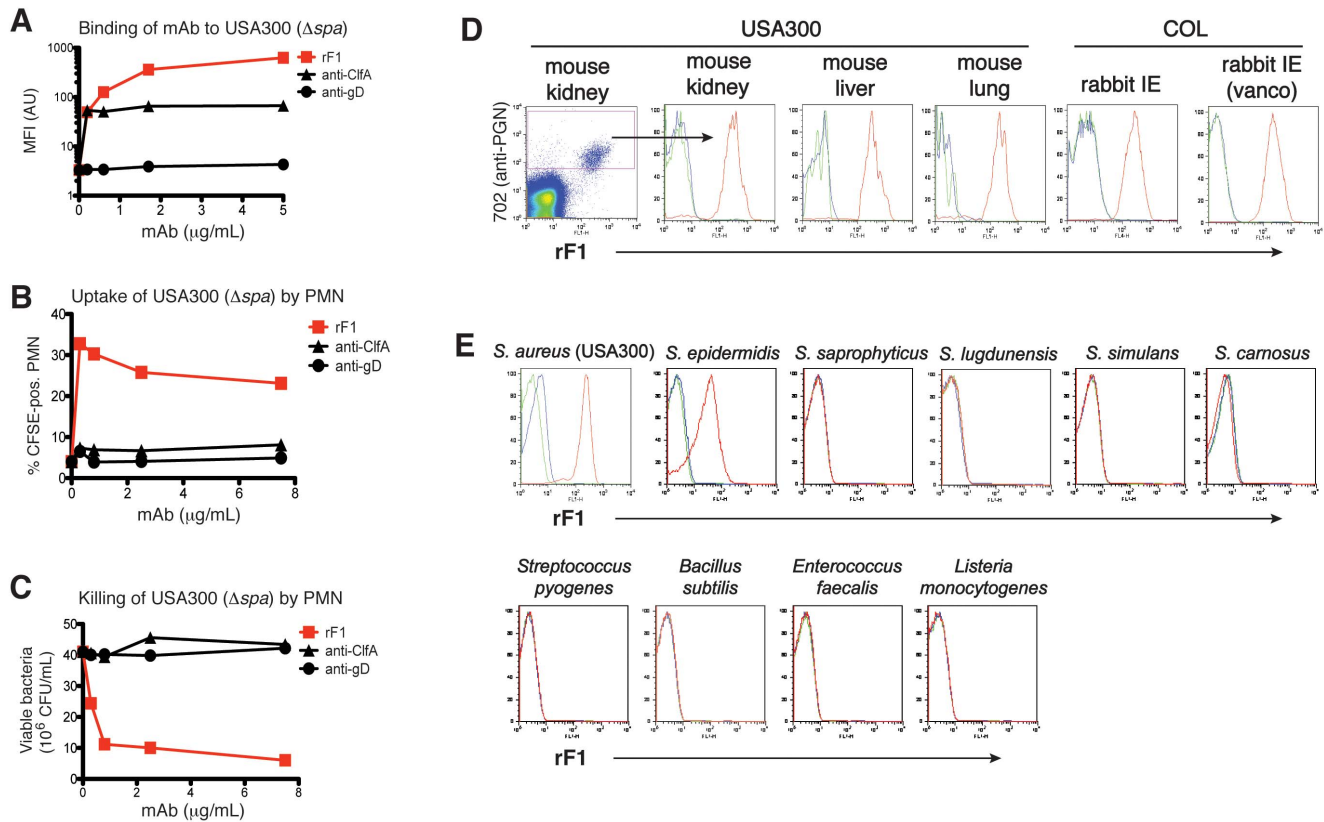 A
Binding of mAb to USA300 (Δspa)
1000
100
10
1
MFI (AU)
0 1 2 3 4 5
mAb (μg/mL)
rF1
anti-ClfA
anti-gD
B
Uptake of USA300 (Δspa) by PMN
40
30
20
10
0
% CFSE-pos. PMN
0 2 4 6 8
mAb (μg/mL)
rF1
anti-ClfA
anti-gD
C
Killing of USA300 (Δspa) by PMN
50
40
30
20
10
0
Viable bacteria
(10⁶ CFU/mL)
0 2 4 6 8
mAb (μg/mL)
rF1
anti-ClfA
anti-gD
D
USA300
COL
mouse
kidney
mouse
kidney
mouse
liver
mouse
lung
rabbit IE
rabbit IE
(vanco)
702 (anti-PGN)
rF1
E
S. aureus (USA300)
S. epidermidis
S. saprophyticus
S. lugdunensis
S. simulans
S. carnosus
rF1
Streptococcus
pyogenes
Bacillus
subtilis
Enterococcus
faecalis
Listeria
monocytogenes
rF1